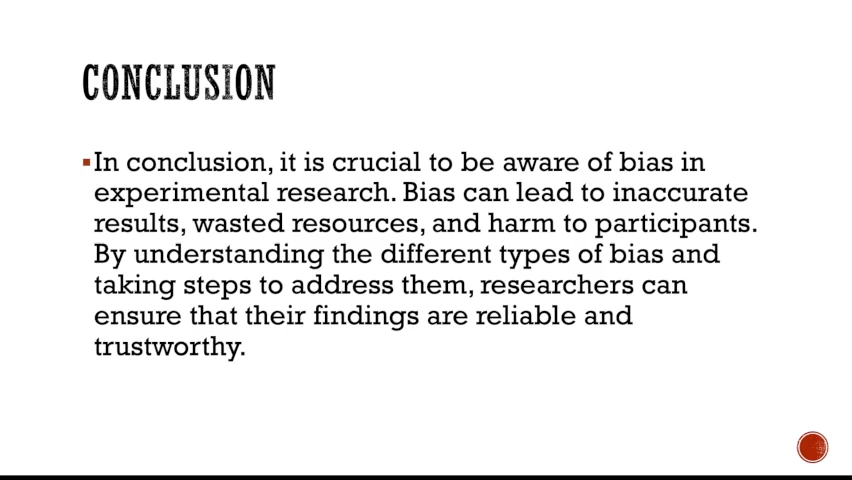 CONCLUSION
▪In conclusion, it is crucial to be aware of bias in
experimental research. Bias can lead to inaccurate
results, wasted resources, and harm to participants.
By understanding the different types of bias and
taking steps to address them, researchers can
ensure that their findings are reliable and
trustworthy.